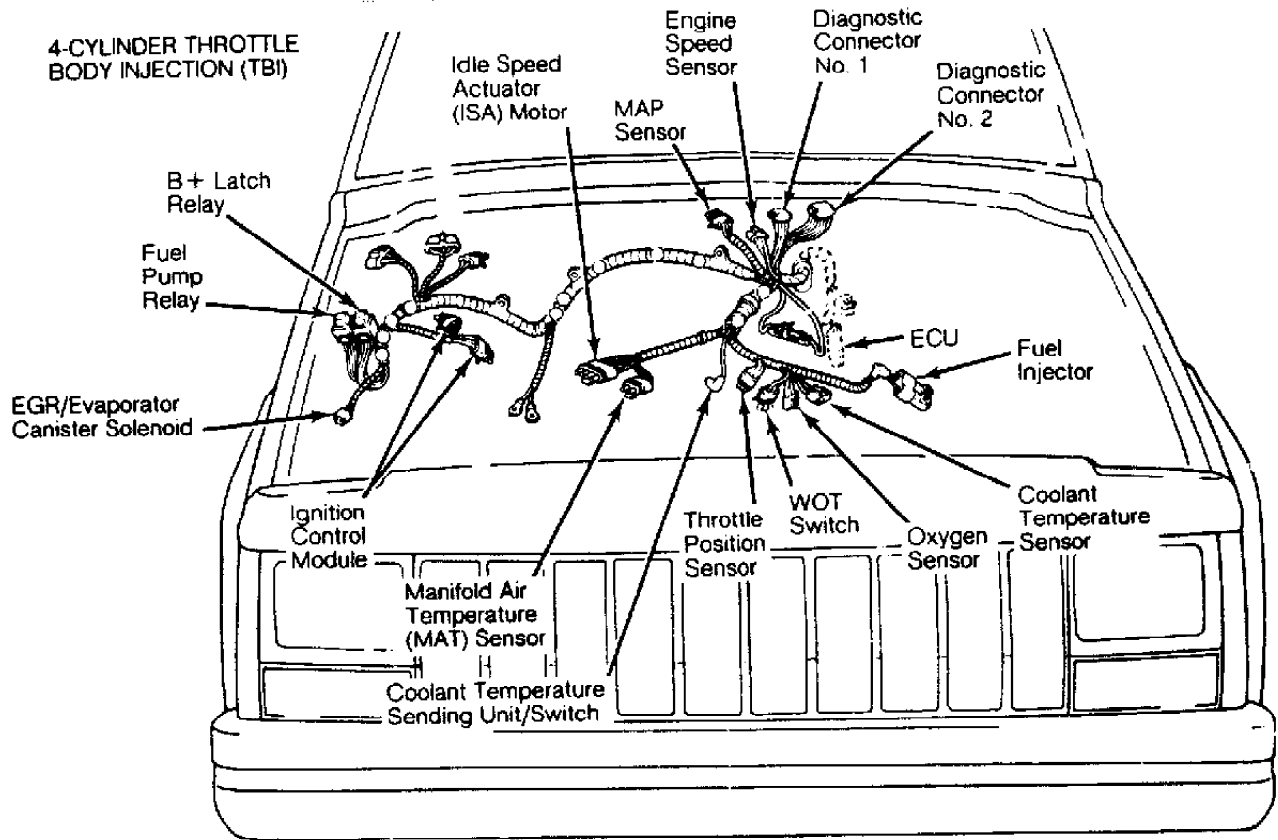 4-CYLINDER THROTTLE
BODY INJECTION (TBI)
Idle Speed
Actuator
(ISA) Motor
MAP
Sensor
Engine
Speed
Sensor
Diagnostic
Connector
No. 1
Diagnostic
Connector
No. 2
B+ Latch
Relay
Fuel
Pump
Relay
EGR/Evaporator
Canister Solenoid
ECU
Fuel
Injector
Ignition
Control
Module
Manifold Air
Temperature
(MAT) Sensor
Coolant Temperature
Sending Unit/Switch
Throttle
Position
Sensor
WOT
Switch
Oxygen
Sensor
Coolant
Temperature
Sensor